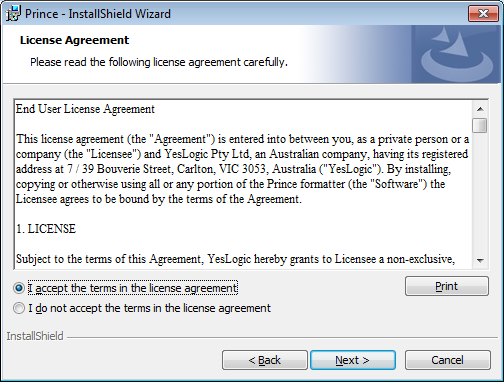 Prince - InstallShield Wizard
License Agreement
Please read the following license agreement carefully.
End User License Agreement
This license agreement (the "Agreement") is entered into between you, as a private person or a
company (the "Licensee") and YesLogic Pty Ltd, an Australian company, having its registered
address at 7 / 39 Bouverie Street, Carlton, VIC 3053, Australia ("YesLogic"). By installing,
copying or otherwise using all or any portion of the Prince formatter (the "Software") the
Licensee agrees to be bound by the terms of the Agreement.
1. LICENSE
Subject to the terms of this Agreement, YesLogic hereby grants to Licensee a non-exclusive,
I accept the terms in the license agreement
Print
I do not accept the terms in the license agreement
InstallShield
< Back
Next >
Cancel